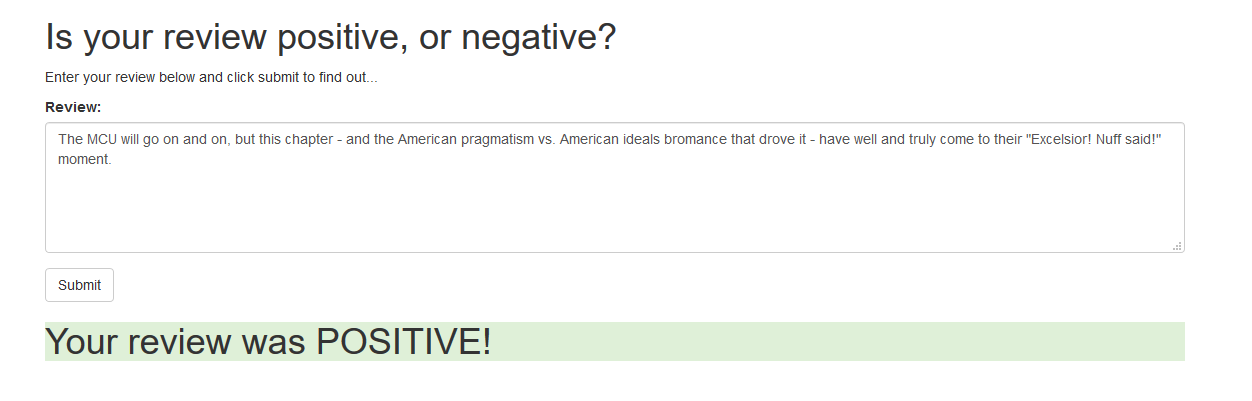 Is your review positive, or negative?
Enter your review below and click submit to find out...
Review:
The MCU will go on and on, but this chapter - and the American pragmatism vs. American ideals bromance that drove it - have well and truly come to their "Excelsior! Nuff said!"
moment.
Submit
Your review was POSITIVE!